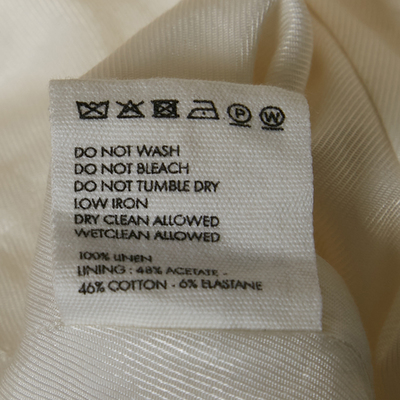 P W
DO NOT WASH
DO NOT BLEACH
DO NOT TUMBLE DRY
LOW IRON
DRY CLEAN ALLOWED
WETCLEAN ALLOWED
100% LINEN
LINING : 48% ACETATE -
46% COTTON - 6% ELASTANE